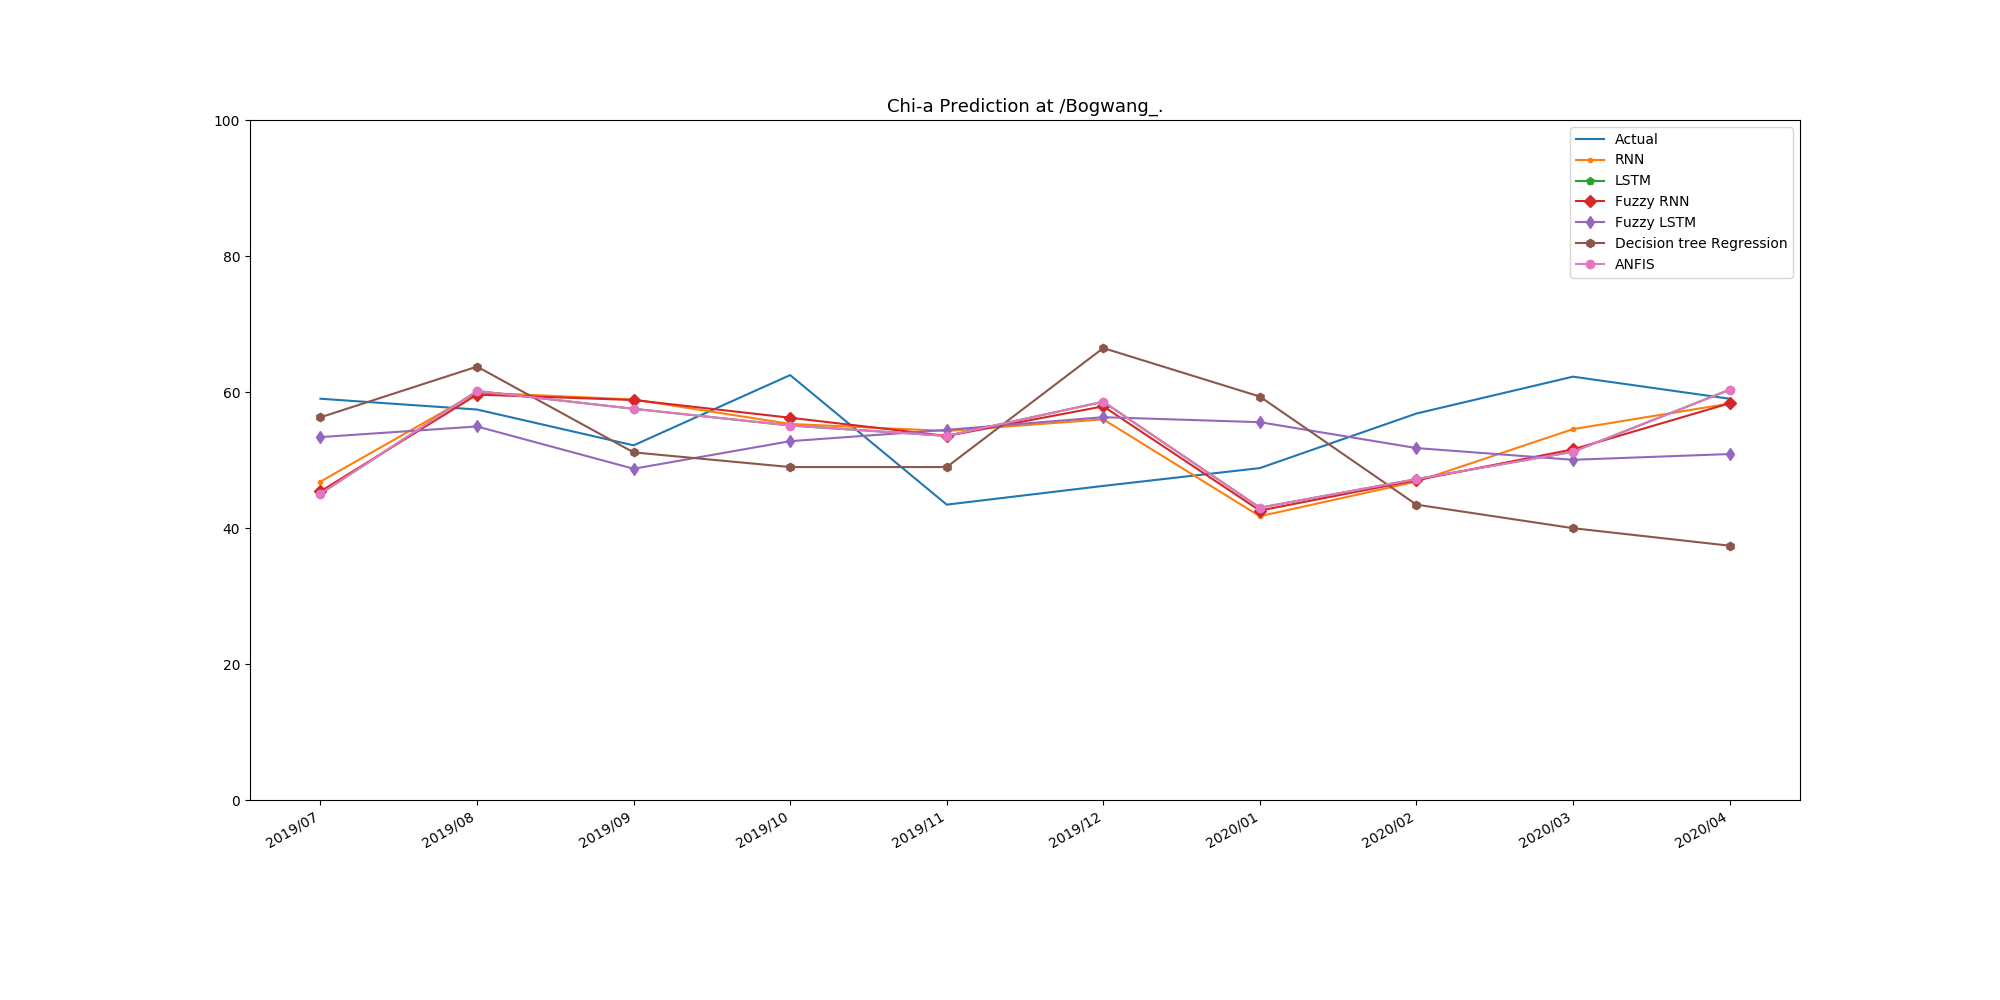 Chi-a Prediction at /Bogwang_.
100
80
60
40
20
0
Actual
RNN
LSTM
Fuzzy RNN
Fuzzy LSTM
Decision tree Regression
ANFIS
2019/07
2019/08
2019/09
2019/10
2019/11
2019/12
2020/01
2020/02
2020/03
2020/04